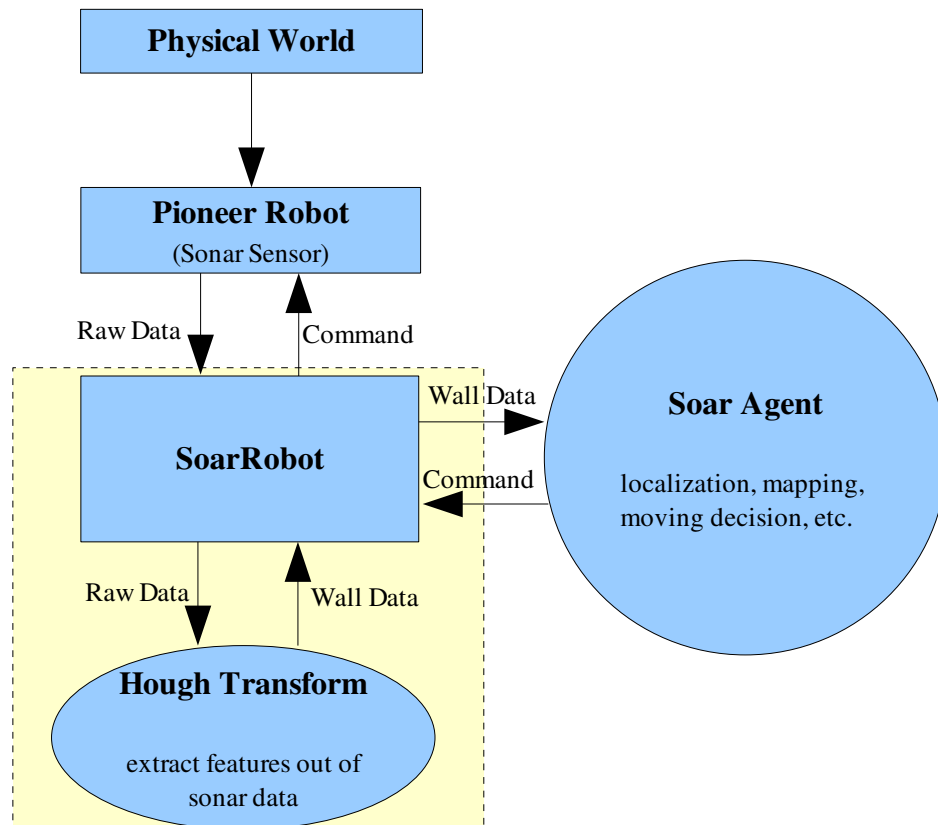 Physical World
Pioneer Robot
(Sonar Sensor)
Raw Data
Command
SoarRobot
Wall Data
Command
Soar Agent
localization, mapping,
moving decision, etc.
Raw Data
Wall Data
Hough Transform
extract features out of
sonar data